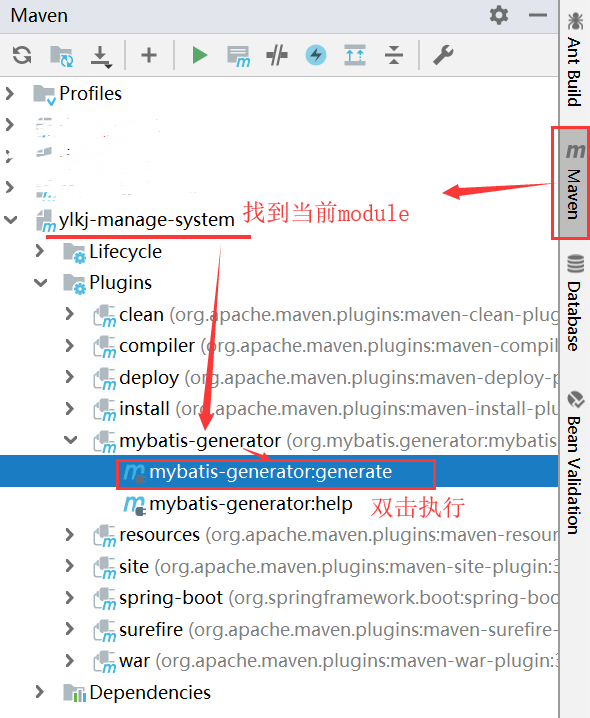 Maven
Profiles
ylkj-manage-system 找到当前module
Lifecycle
Plugins
clean (org.apache.maven.plugins:maven-clean-plug
compiler (org.apache.maven.plugins:maven-compil
deploy (org.apache.maven.plugins:maven-deploy-p
install (org.apache.maven.plugins:maven-install-plu
mybatis-generator (org.mybatis.generator:mybatis
mybatis-generator:generate
mybatis-generator:help 双击执行
resources (org.apache.maven.plugins:maven-resour
site (org.apache.maven.plugins:maven-site-plugin:3
spring-boot (org.springframework.boot:spring-boo
surefire (org.apache.maven.plugins:maven-surefire-
war (org.apache.maven.plugins:maven-war-plugin:3
Dependencies
Ant Build
Maven
Database
Bean Validation